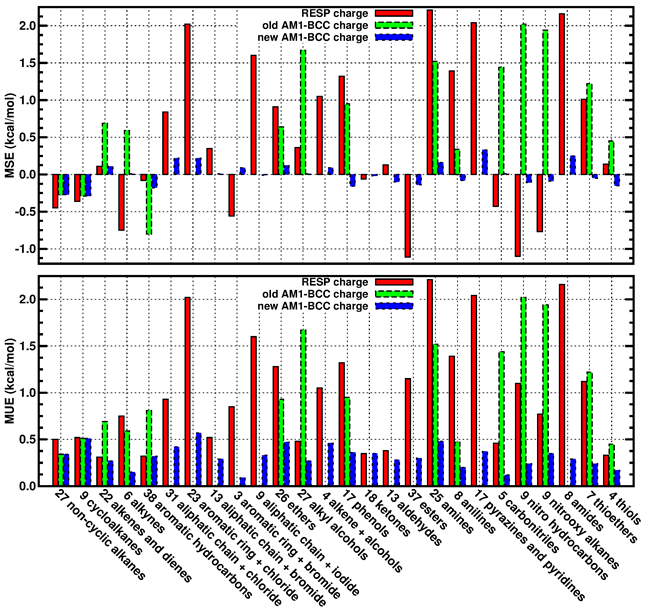 RESP charge
old AM1-BCC charge
new AM1-BCC charge
MSE (kcal/mol)
2.0
1.5
1.0
0.5
0.0
-0.5
-1.0
RESP charge
old AM1-BCC charge
new AM1-BCC charge
MUE (kcal/mol)
2.0
1.5
1.0
0.5
0.0
27 non-cyclic alkanes
9 cycloalkanes
22 alkenes and dienes
6 alkynes
38 aromatic hydrocarbons
31 aliphatic chain + chloride
23 aromatic ring + chloride
13 aliphatic chain + bromide
3 aromatic ring + bromide
9 aliphatic chain + iodide
26 ethers
27 alkyl alcohols
4 alkene + alcohols
17 phenols
18 ketones
13 aldehydes
37 esters
25 amines
8 anilines
17 pyrazines and pyridines
5 carbonitriles
9 nitro hydrocarbons
9 nitrooxy alkanes
8 amides
7 thioethers
4 thiols